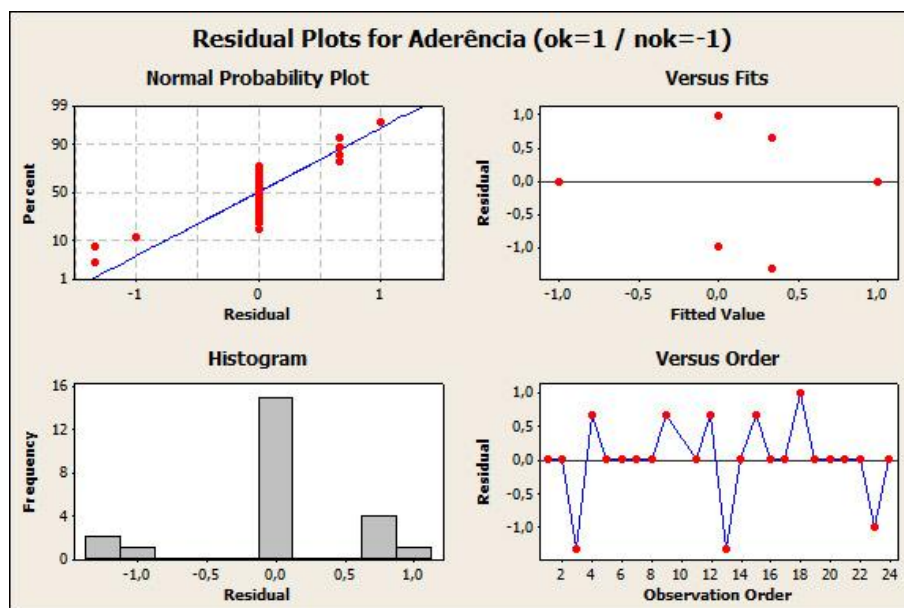 Residual Plots for Aderência (ok=1 / nok=-1)
Normal Probability Plot
99
90
50
10
1
Percent
-1 0 1
Residual
Versus Fits
1,0
0,5
0,0
-0,5
-1,0
Residual
-1,0 -0,5 0,0 0,5 1,0
Fitted Value
Histogram
16
12
8
4
0
Frequency
-1,0 -0,5 0,0 0,5 1,0
Residual
Versus Order
1,0
0,5
0,0
-0,5
-1,0
Residual
2 4 6 8 10 12 14 16 18 20 22 24
Observation Order